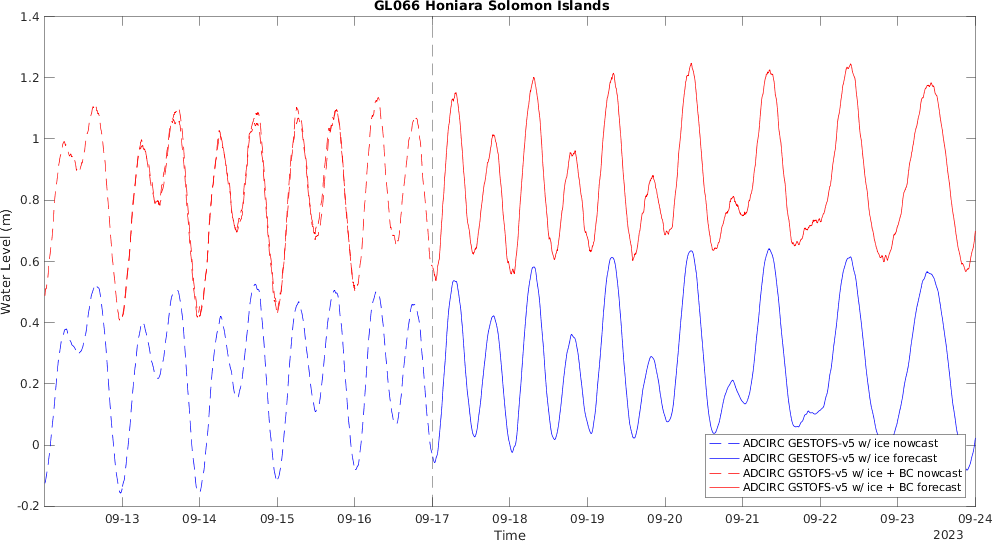 GL066 Honiara Solomon Islands
1.4
1.2
1
0.8
0.6
0.4
0.2
0
-0.2
Water Level (m)
ADCIRC GESTOFS-v5 w/ ice nowcast
ADCIRC GESTOFS-v5 w/ ice forecast
ADCIRC GSTOFS-v5 w/ ice + BC nowcast
ADCIRC GSTOFS-v5 w/ ice + BC forecast
09-13 09-14 09-15 09-16 09-17 09-18 09-19 09-20 09-21 09-22 09-23 09-24
Time
2023